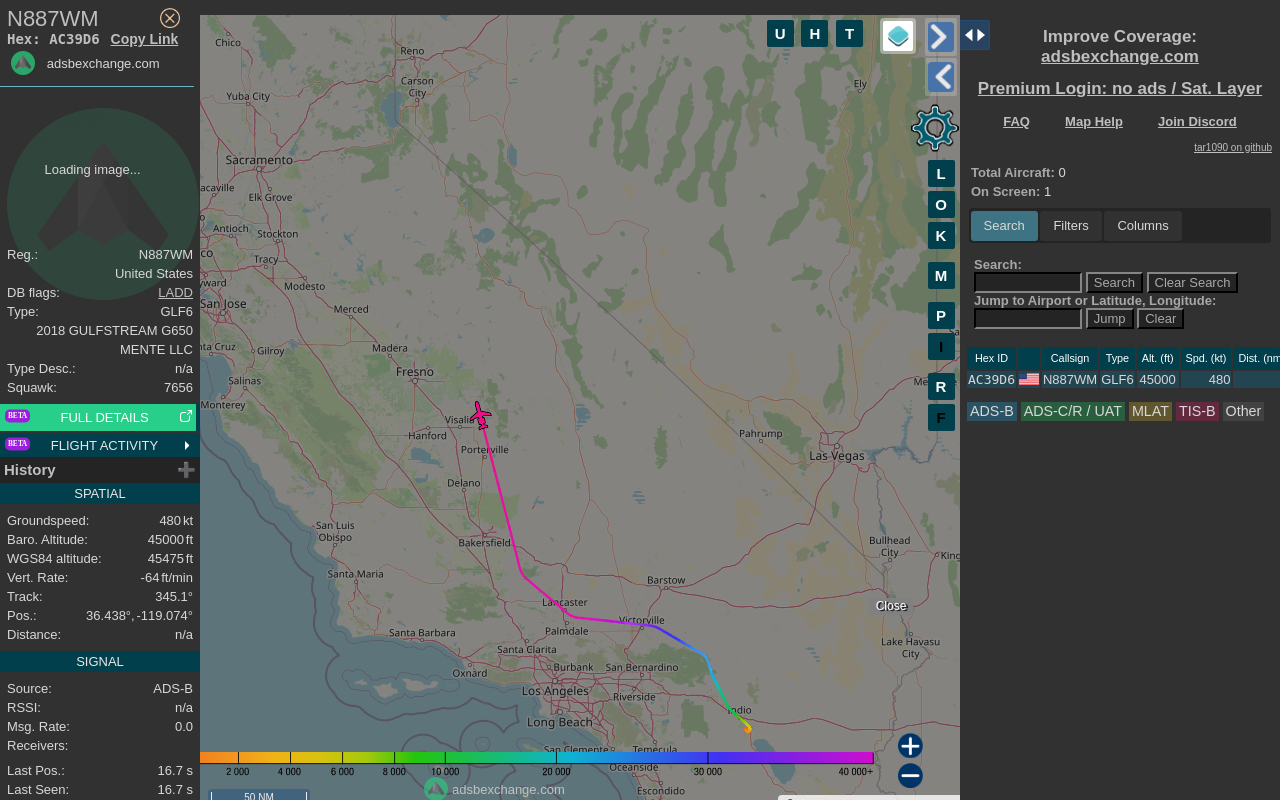 N887WM
Hex: AC39D6 Copy Link
adsbexchange.com
Loading image...
Reg.: N887WM
United States
DB flags: LADD
Type: GLF6
2018 GULFSTREAM G650
MENTE LLC
Type Desc.: n/a
Squawk: 7656
BETA FULL DETAILS
BETA FLIGHT ACTIVITY
History
SPATIAL
Groundspeed: 480 kt
Baro. Altitude: 45000 ft
WGS84 altitude: 45475 ft
Vert. Rate: -64 ft/min
Track: 345.1°
Pos.: 36.438°, -119.074°
Distance: n/a
SIGNAL
Source: ADS-B
RSSI: n/a
Msg. Rate: 0.0
Receivers:
Last Pos.: 16.7 s
Last Seen: 16.7 s
Chico
Reno
Carson
City
Yuba City
Ely
Sacramento
acaville
Elk Grove
Antioch
Stockton
co
Tracy
yward
Modesto
San Jose
Merced
nta Cruz
Gilroy
Madera
Salinas
Fresno
Monterey
Visalia
Hanford
Porterville
Pahrump
Las Vegas
Delano
San Luis
Obispo
Bakersfield
Bullhead
City
King
Santa Maria
Barstow
Lancaster
Close
Palmdale
Victorville
Santa Barbara
Lake Havasu
City
Santa Clarita
Oxnard
Burbank
San Bernardino
Los Angeles
Riverside
Indio
Long Beach
San Clemente
Temecula
Oceanside
Escondido
2 000 4 000 6 000 8 000 10 000 20 000 30 000 40 000+
adsbexchange.com
50 NM
U H T
L
O
K
M
P
I
R
F
Improve Coverage:
adsbexchange.com
Premium Login: no ads / Sat. Layer
FAQ Map Help Join Discord
tar1090 on github
Total Aircraft: 0
On Screen: 1
Search Filters Columns
Search:
Search Clear Search
Jump to Airport or Latitude, Longitude:
Jump Clear
Hex ID Callsign Type Alt. (ft) Spd. (kt) Dist. (nm
AC39D6 N887WM GLF6 45000 480
ADS-B ADS-C/R / UAT MLAT TIS-B Other